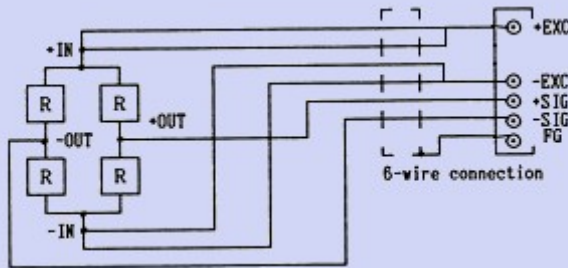 +EXC
+IN
-EXC
R R +SIG
+OUT -SIG
-OUT FG
R R 6-wire connection
-IN